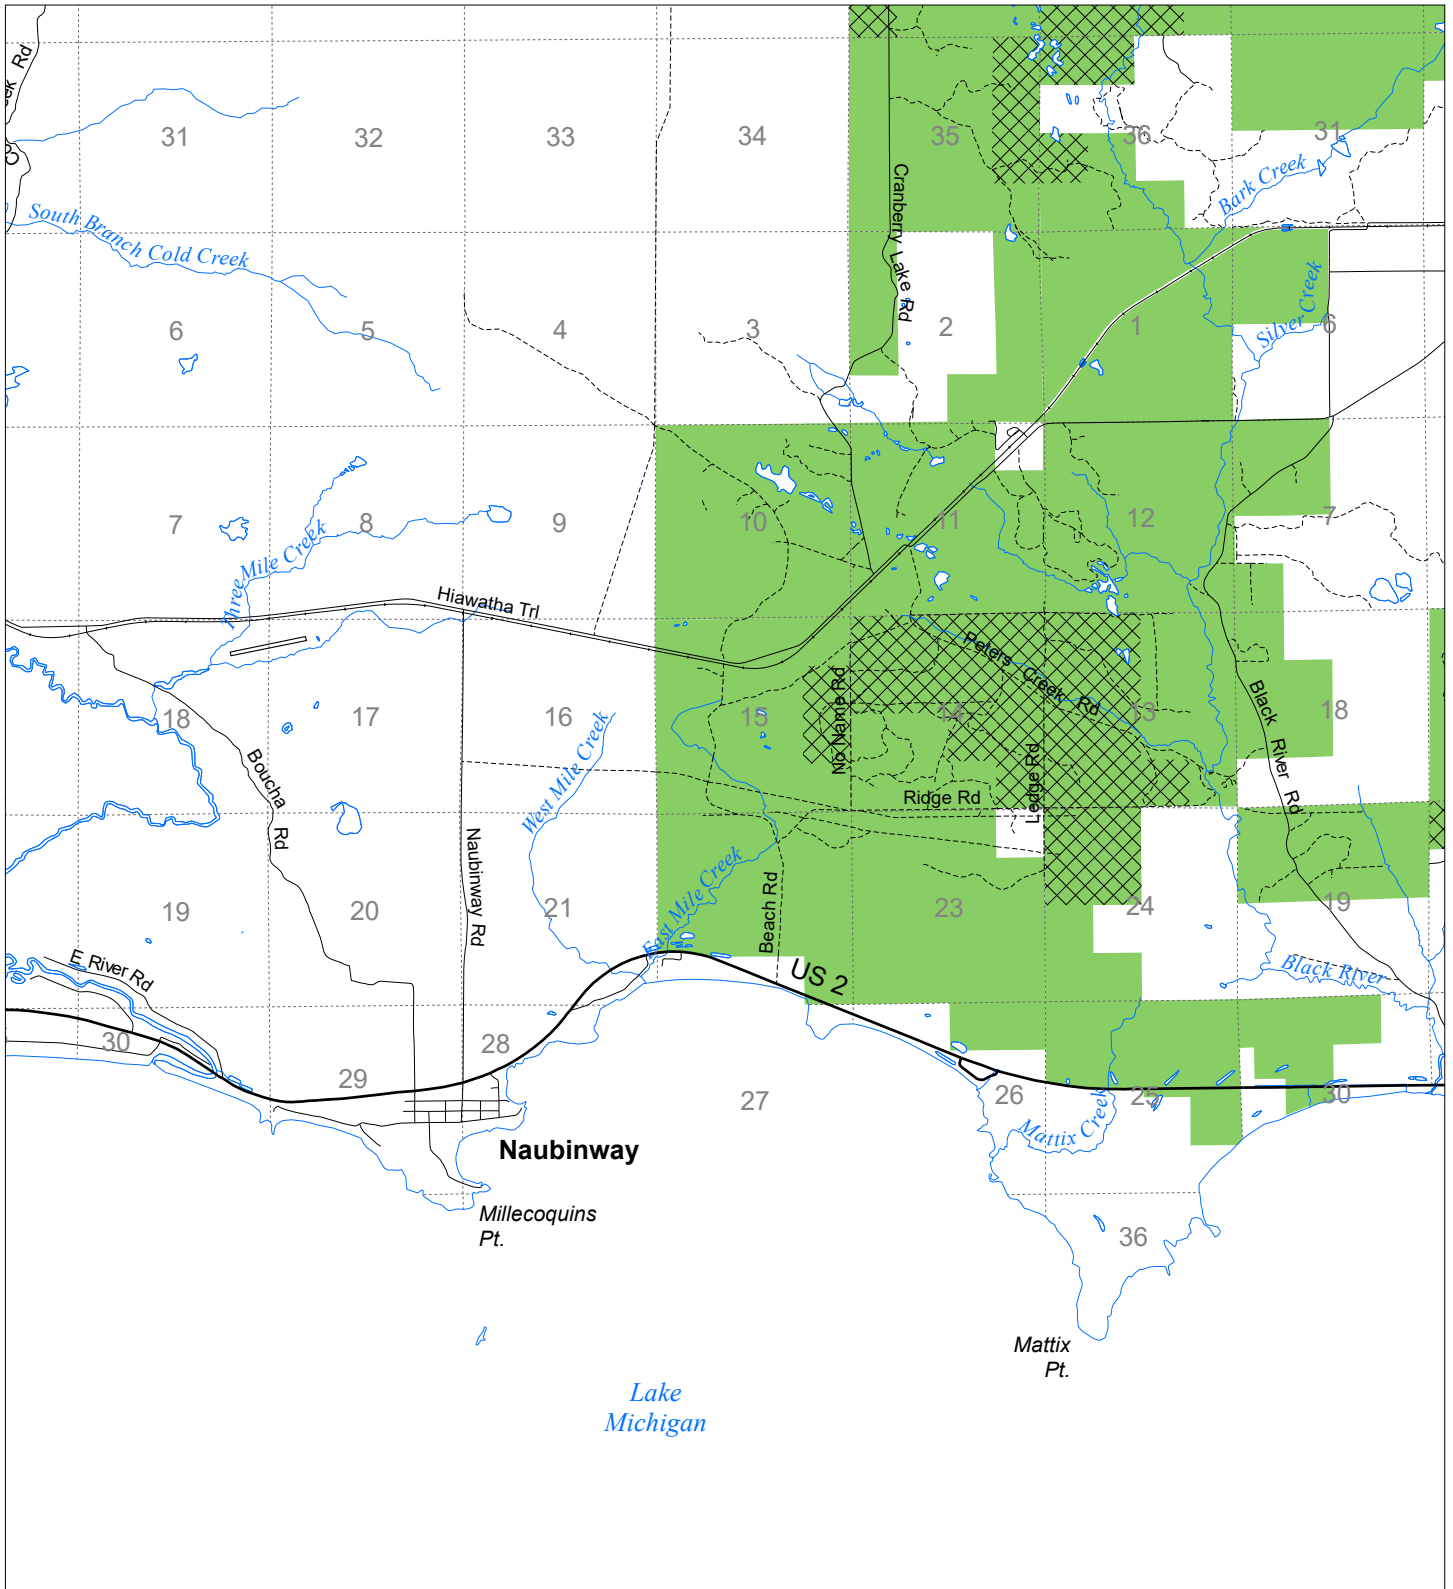 ek Rd
31
32
33
34
35
36
31
Bark Creek
Cranberry Lake Rd
South Branch Cold Creek
Silver Creek
6
5
4
3
2
1
6
7
8
9
10
11
12
7
Three Mile Creek
Hiawatha Trl
Peters Creek Rd
No Name Rd
18
17
16
15
14
13
18
Black River Rd
West Mile Creek
Boucha Rd
Ledge Rd
Ridge Rd
Naubinway Rd
East Mile Creek
Beach Rd
19
20
21
23
24
19
E River Rd
US 2
Black River
30
29
28
27
26
25
30
Mattix Creek
Naubinway
Millecoquins
Pt.
36
Mattix
Pt.
Lake
Michigan